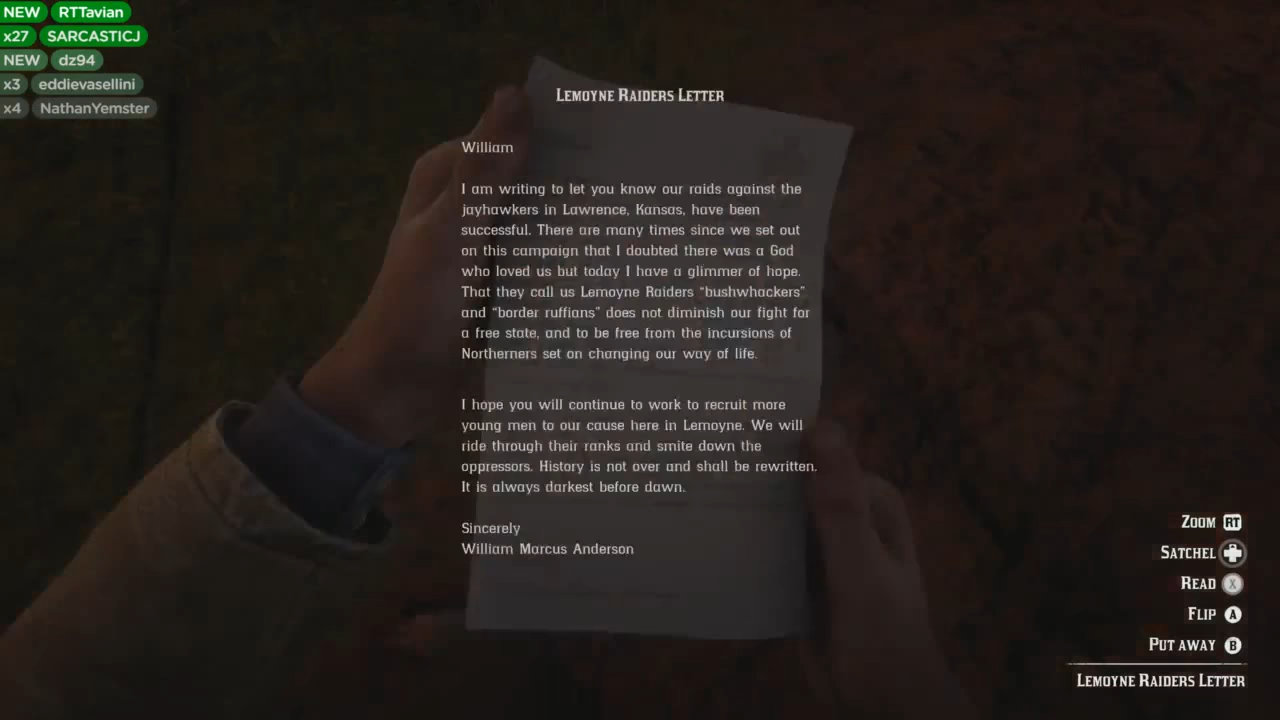 NEW RTTavian
x27 SARCASTICJ
NEW dz94
x3 eddievasellini
x4 NathanYemster
LEMOYNE RAIDERS LETTER
William
I am writing to let you know our raids against the
jayhawkers in Lawrence, Kansas, have been
successful. There are many times since we set out
on this campaign that I doubted there was a God
who loved us but today I have a glimmer of hope.
That they call us Lemoyne Raiders “bushwhackers”
and “border ruffians” does not diminish our fight for
a free state, and to be free from the incursions of
Northerners set on changing our way of life.
I hope you will continue to work to recruit more
young men to our cause here in Lemoyne. We will
ride through their ranks and smite down the
oppressors. History is not over and shall be rewritten.
It is always darkest before dawn.
Sincerely
William Marcus Anderson
ZOOM RT
SATCHEL
READ X
FLIP A
PUT AWAY B
LEMOYNE RAIDERS LETTER